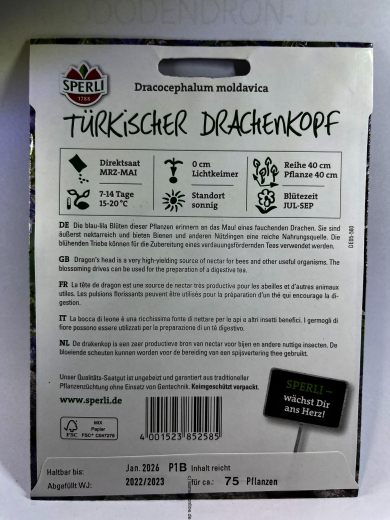 SPERLI
1788
Dracocephalum moldavica
TÜRKISCHER DRACHENKOPF
Direktsaat
MRZ-MAI
0 cm
Lichtkeimer
Reihe 40 cm
Pflanze 40 cm
7-14 Tage
15-20°C
Standort
sonnig
Blütezeit
JUL-SEP
DE Die blau-lila Blüten dieser Pflanzen erinnern an das Maul eines fauchenden Drachen. Sie sind
äußerst nektarreich und bieten Bienen und anderen Nützlingen eine reiche Nahrungsquelle. Die
blühenden Triebe können für die Zubereitung eines verdauungsfördernden Tees verwendet werden.
GB Dragon's head is a very high-yielding source of nectar for bees and other useful organisms. The
blossoming drives can be used for the preparation of a digestive tea.
FR La tête de dragon est une source de nectar très productive pour les abeilles et d'autres animaux
utiles. Les pulsions florissants peuvent être utilisés pour la préparation d'un thé qui encourage la di-
gestion.
IT La bocca di leone è una ricchissima fonte di nettare per le api o altri insetti benefici. I germogli di
fiore possono essere utilizzati per la preparazione di un tè digestivo.
NL De drakenkop is een zeer productieve bron van nectar voor bijen en andere nuttige insecten. De
bloeiende scheuten kunnen worden voor de bereiding van een spijsvertering thee gebruikt.
Unser Qualitäts-Saatgut ist ungebeizt und garantiert aus traditioneller
Pflanzenzüchtung ohne Einsatz von Gentechnik. Keimgeschützt verpackt.
www.sperli.de
SPERLI –
wächst Dir
ans Herz!
FSC
MIX
Papier
4 001523 852585
Haltbar bis: Jan. 2026 P1B Inhalt reicht
Abgefüllt WJ: 2022/2023 für ca.: 75 Pflanzen